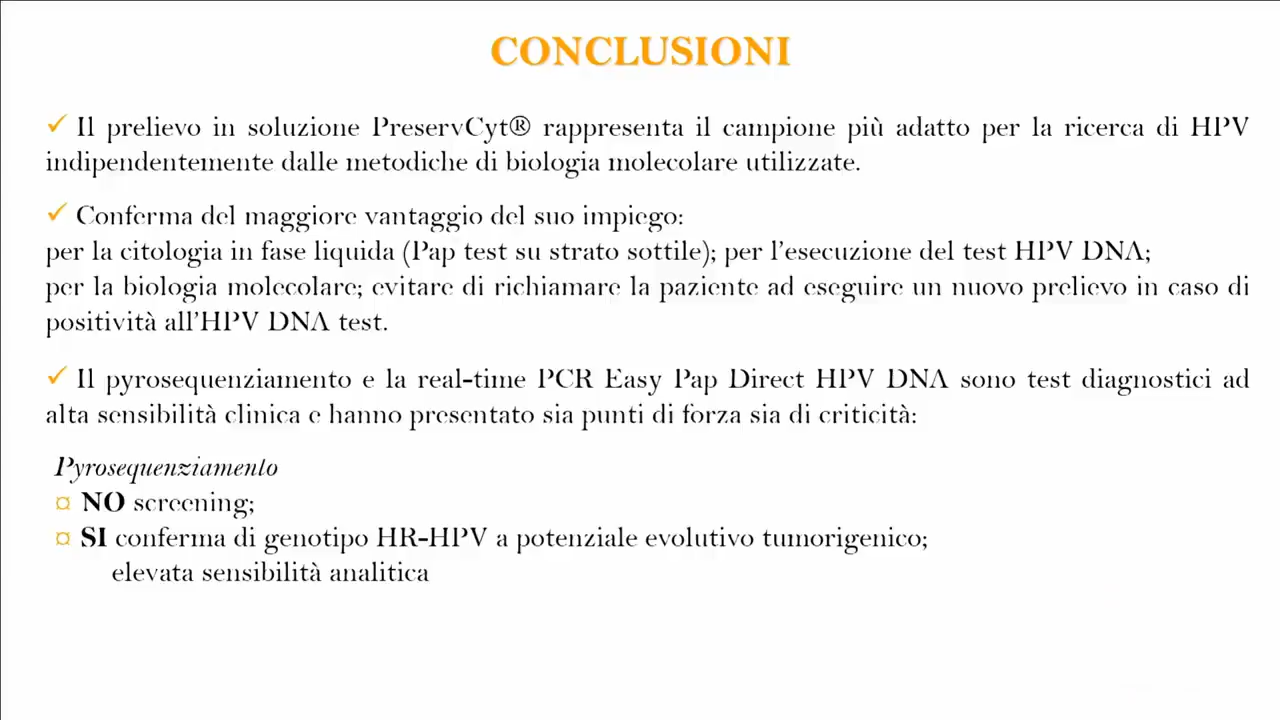 CONCLUSIONI
✓ Il prelievo in soluzione PreservCyt® rappresenta il campione più adatto per la ricerca di HPV
indipendentemente dalle metodiche di biologia molecolare utilizzate.
✓ Conferma del maggiore vantaggio del suo impiego:
per la citologia in fase liquida (Pap test su strato sottile); per l'esecuzione del test HPV DNA;
per la biologia molecolare; evitare di richiamare la paziente ad eseguire un nuovo prelievo in caso di
positività all'HPV DNA test.
✓ Il pyrosequenziamento e la real-time PCR Easy Pap Direct HPV DNA sono test diagnostici ad
alta sensibilità clinica e hanno presentato sia punti di forza sia di criticità:
Pyrosequenziamento
¤ NO screening;
¤ SI conferma di genotipo HR-HPV a potenziale evolutivo tumorigenico;
elevata sensibilità analitica